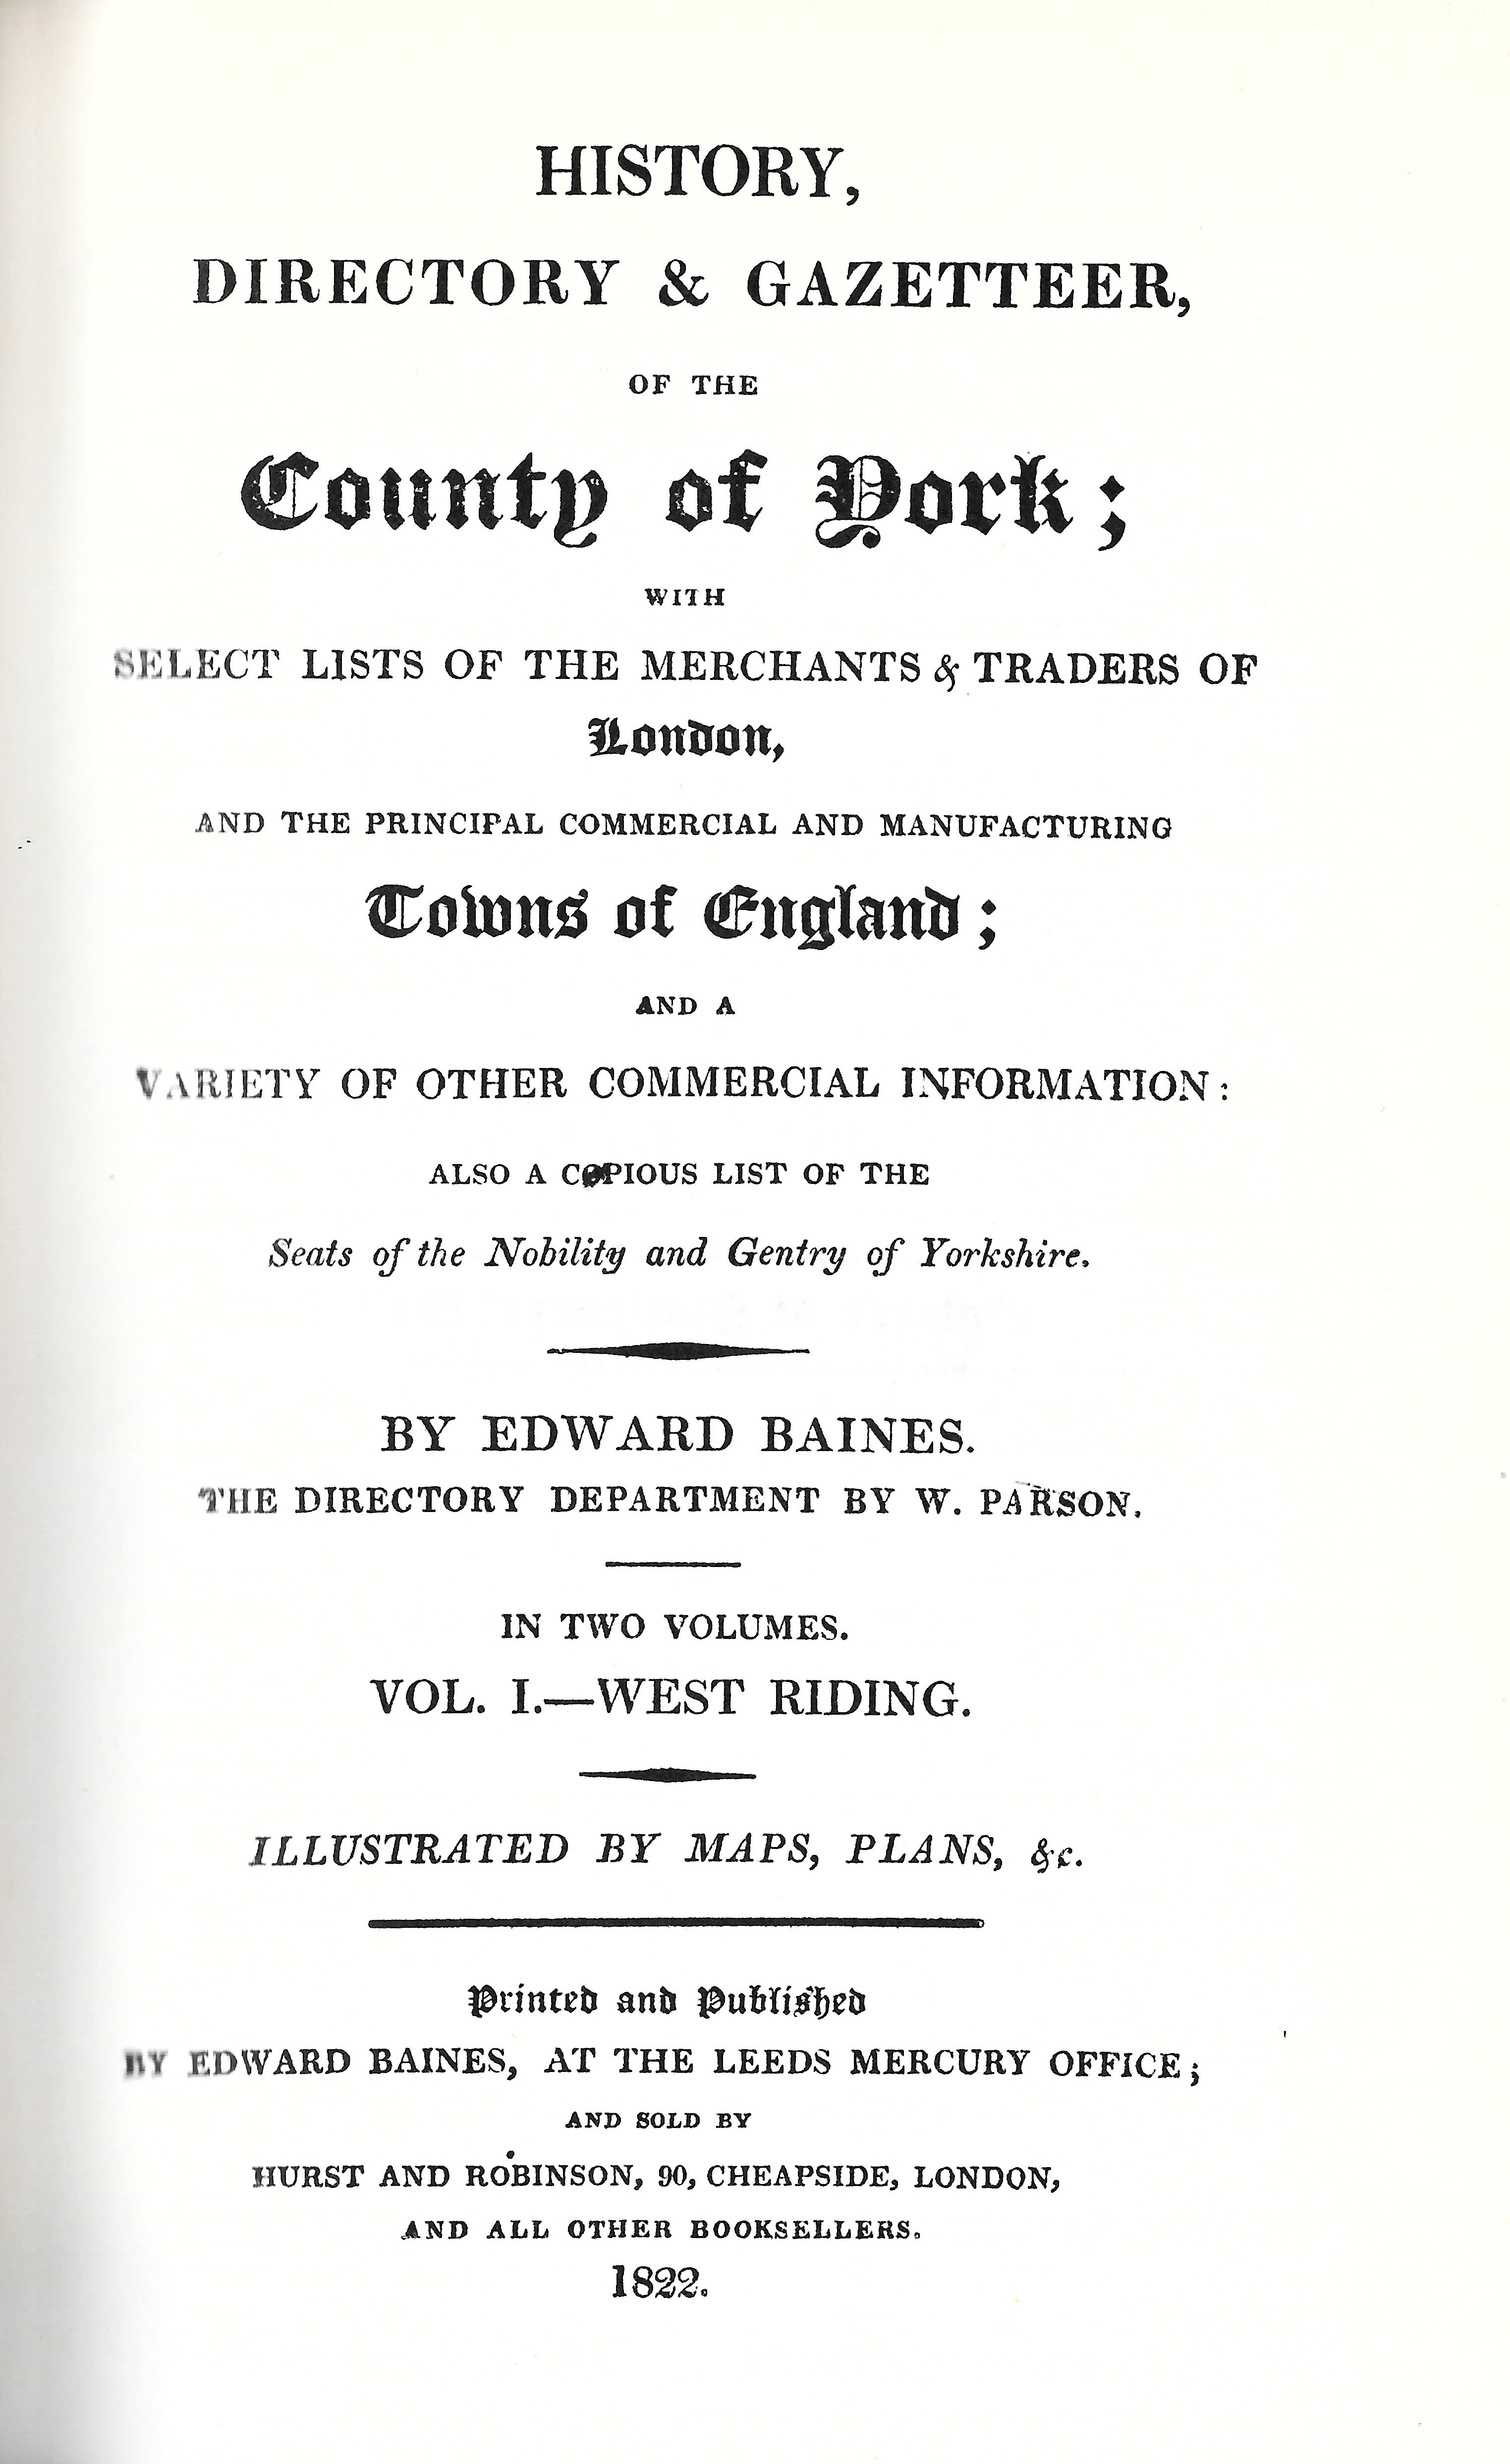 HISTORY,
DIRECTORY & GAZETTEER,
OF THE
County of York;
WITH
SELECT LISTS OF THE MERCHANTS & TRADERS OF
London,
AND THE PRINCIPAL COMMERCIAL AND MANUFACTURING
Towns of England;
AND A
VARIETY OF OTHER COMMERCIAL INFORMATION:
ALSO A COPIOUS LIST OF THE
Seats of the Nobility and Gentry of Yorkshire.
BY EDWARD BAINES.
THE DIRECTORY DEPARTMENT BY W. PARSON.
IN TWO VOLUMES.
VOL. I.—WEST RIDING.
ILLUSTRATED BY MAPS, PLANS, &c.
Printed and Published
BY EDWARD BAINES, AT THE LEEDS MERCURY OFFICE;
AND SOLD BY
HURST AND ROBINSON, 90, CHEAPSIDE, LONDON,
AND ALL OTHER BOOKSELLERS.
1822.